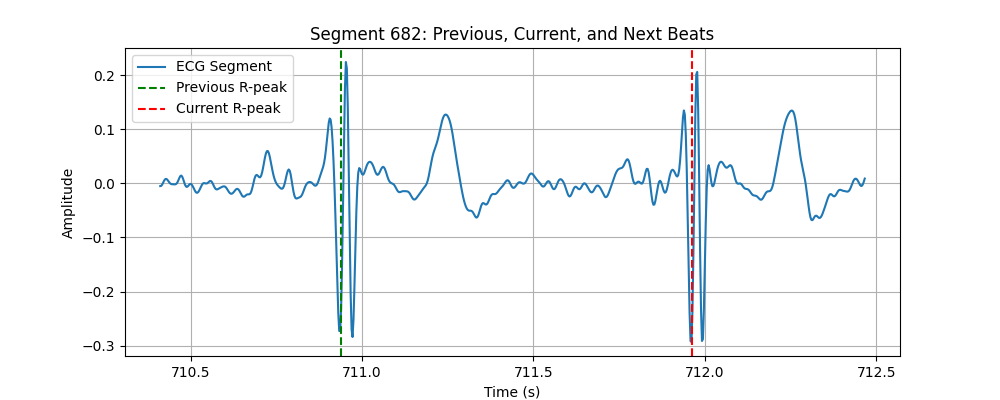 Segment 682: Previous, Current, and Next Beats
ECG Segment
Previous R-peak
Current R-peak
Amplitude
0.2
0.1
0.0
−0.1
−0.2
−0.3
710.5 711.0 711.5 712.0 712.5
Time (s)